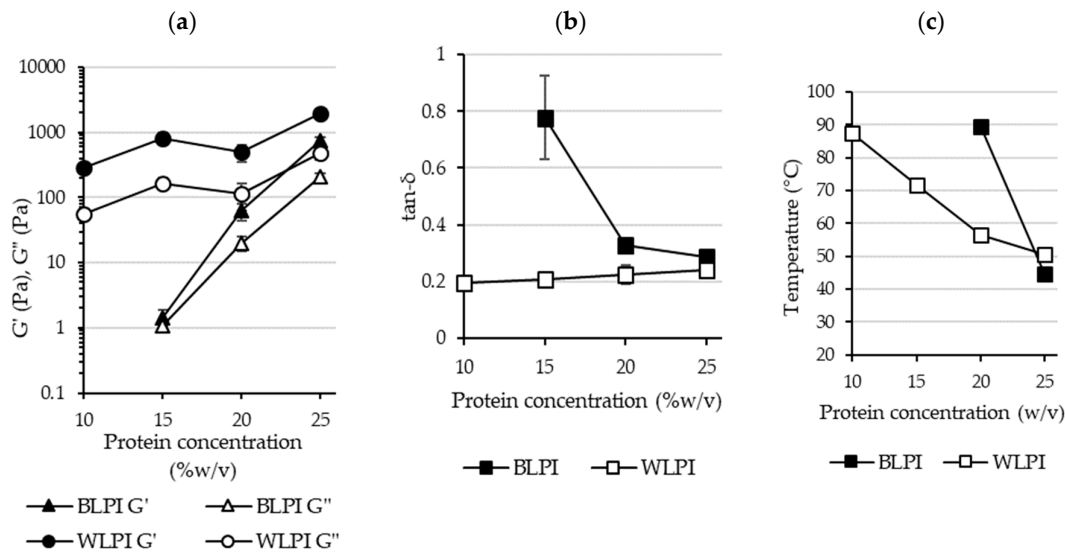 (a)
G' (Pa), G" (Pa)
10000
1000
100
10
1
0.1
10 15 20 25
Protein concentration
(%w/v)
BLPI G' BLPI G"
WLPI G' WLPI G"
(b)
tan-δ
1
0.8
0.6
0.4
0.2
0
10 15 20 25
Protein concentration (%w/v)
BLPI WLPI
(c)
Temperature (°C)
100
90
80
70
60
50
40
30
20
10 15 20 25
Protein concentration (w/v)
BLPI WLPI